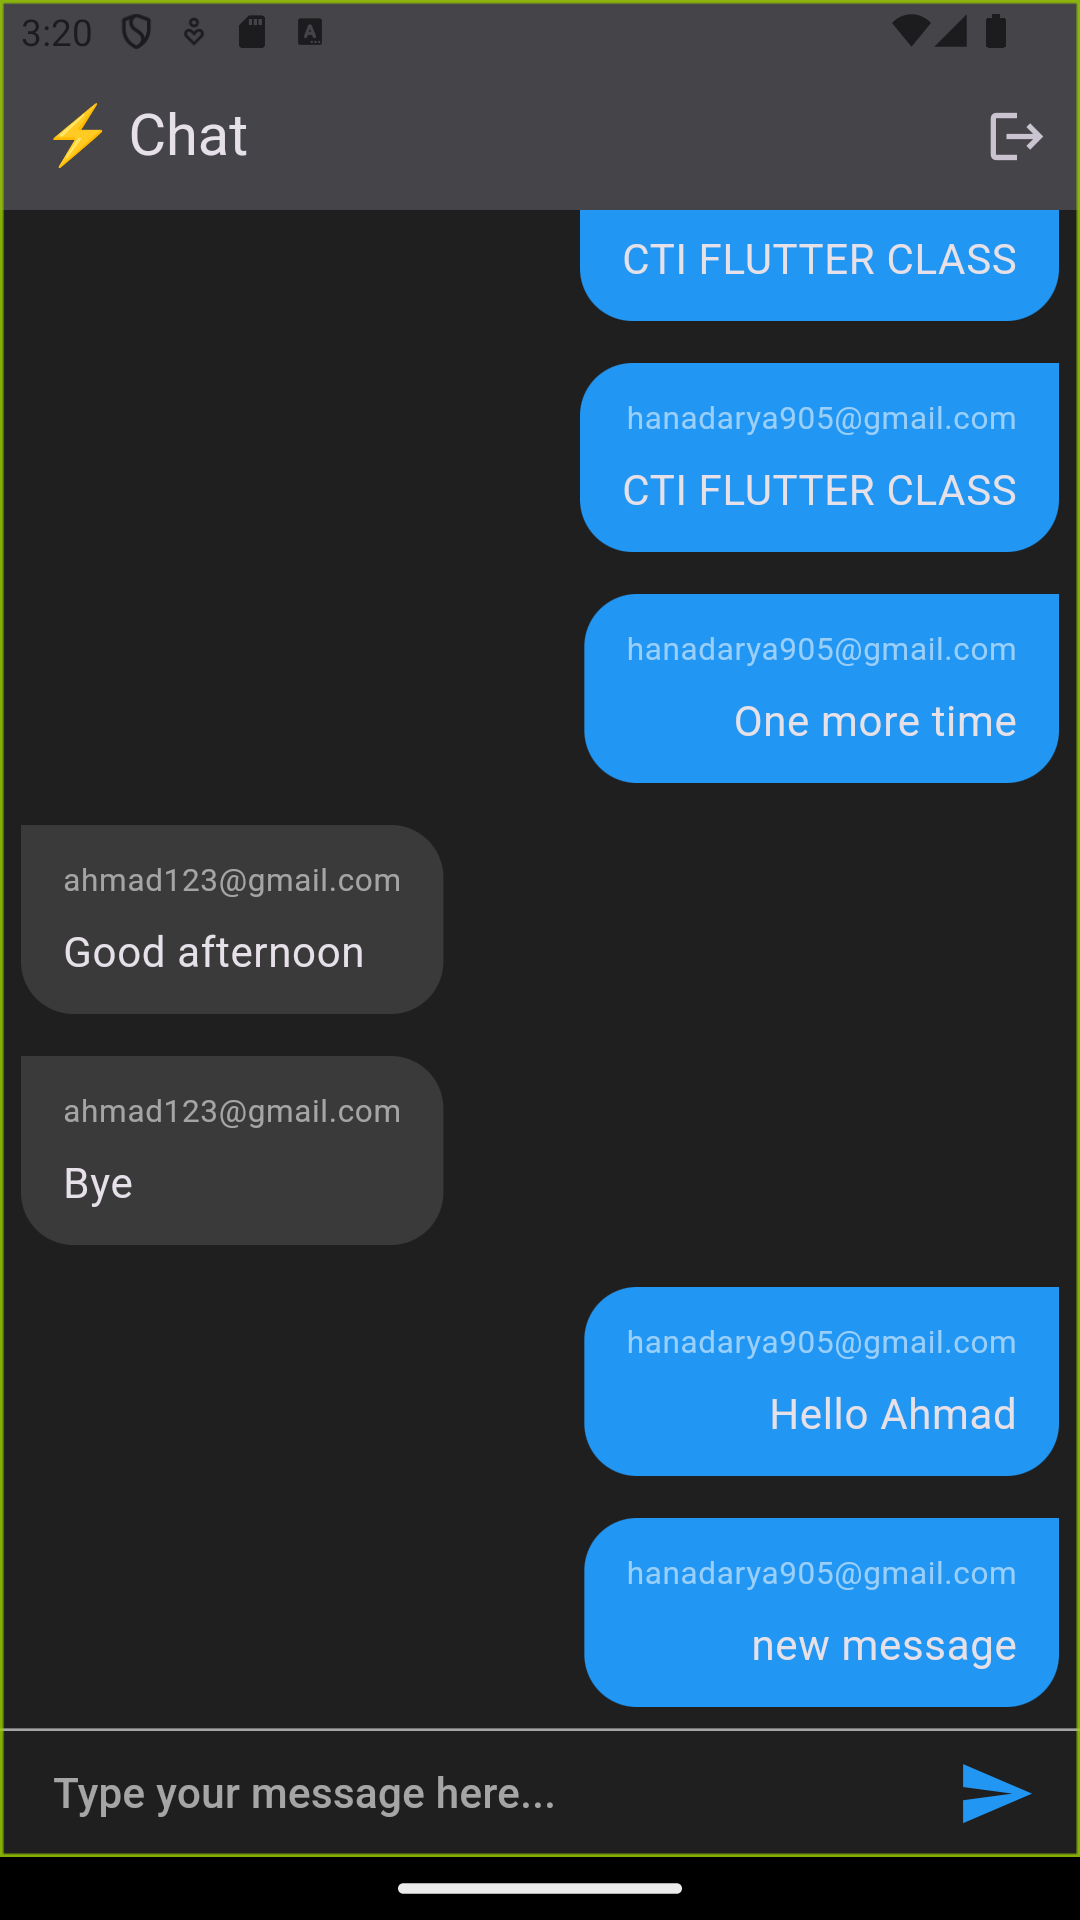 3:20
⚡ Chat
CTI FLUTTER CLASS
hanadarya905@gmail.com
CTI FLUTTER CLASS
hanadarya905@gmail.com
One more time
ahmad123@gmail.com
Good afternoon
ahmad123@gmail.com
Bye
hanadarya905@gmail.com
Hello Ahmad
hanadarya905@gmail.com
new message
Type your message here...